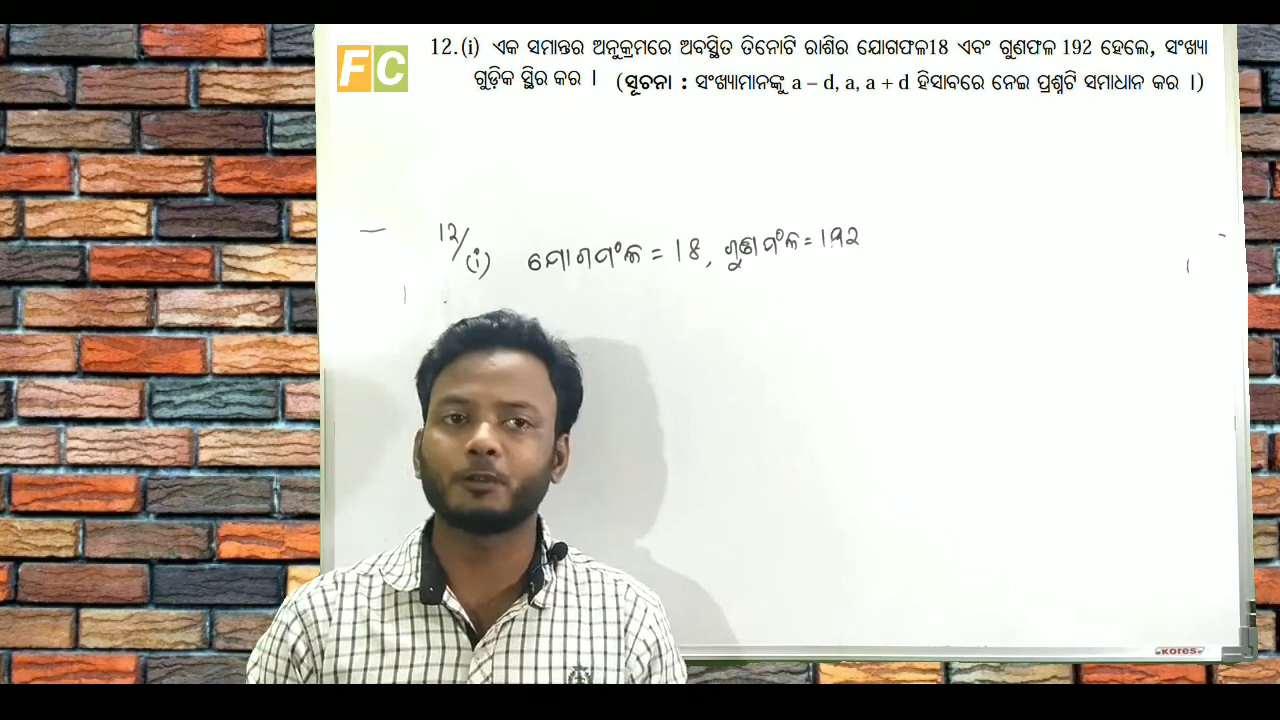 FC
12.(i) ଏକ ସମାନ୍ତର ଅନୁକ୍ରମରେ ଅବସ୍ଥିତ ତିନୋଟି ରାଶିର ଯୋଗଫଳ18 ଏବଂ ଗୁଣଫଳ 192 ହେଲେ, ସଂଖ୍ୟା
ଗୁଡ଼ିକ ସ୍ଥିର କର । (ସୂଚନା : ସଂଖ୍ୟାମାନଙ୍କୁ a – d, a, a + d ହିସାବରେ ନେଇ ପ୍ରଶ୍ନଟି ସମାଧାନ କର ।)
12/(i) ଯୋଗଫଳ = 18, ଗୁଣଫଳ = 192
KORES